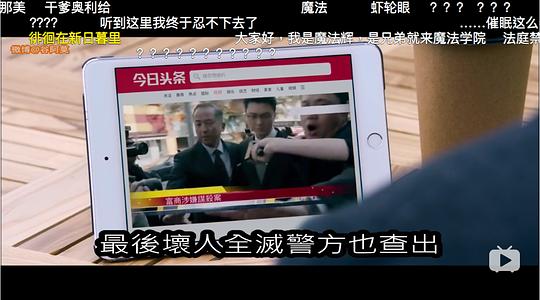 那美 干爹奥利给 魔法 虾轮眼 ？？？ ？？？
???? 听到这里我终于忍不下去了 ……催眠这么
徘徊在新日暮里 大家好，我是魔法辉，是兄弟就来魔法学院 法庭禁
微博@谷阿莫
？？？？？？？？？？？？
今日头条
富商涉嫌謀殺案
最後壞人全滅警方也查出